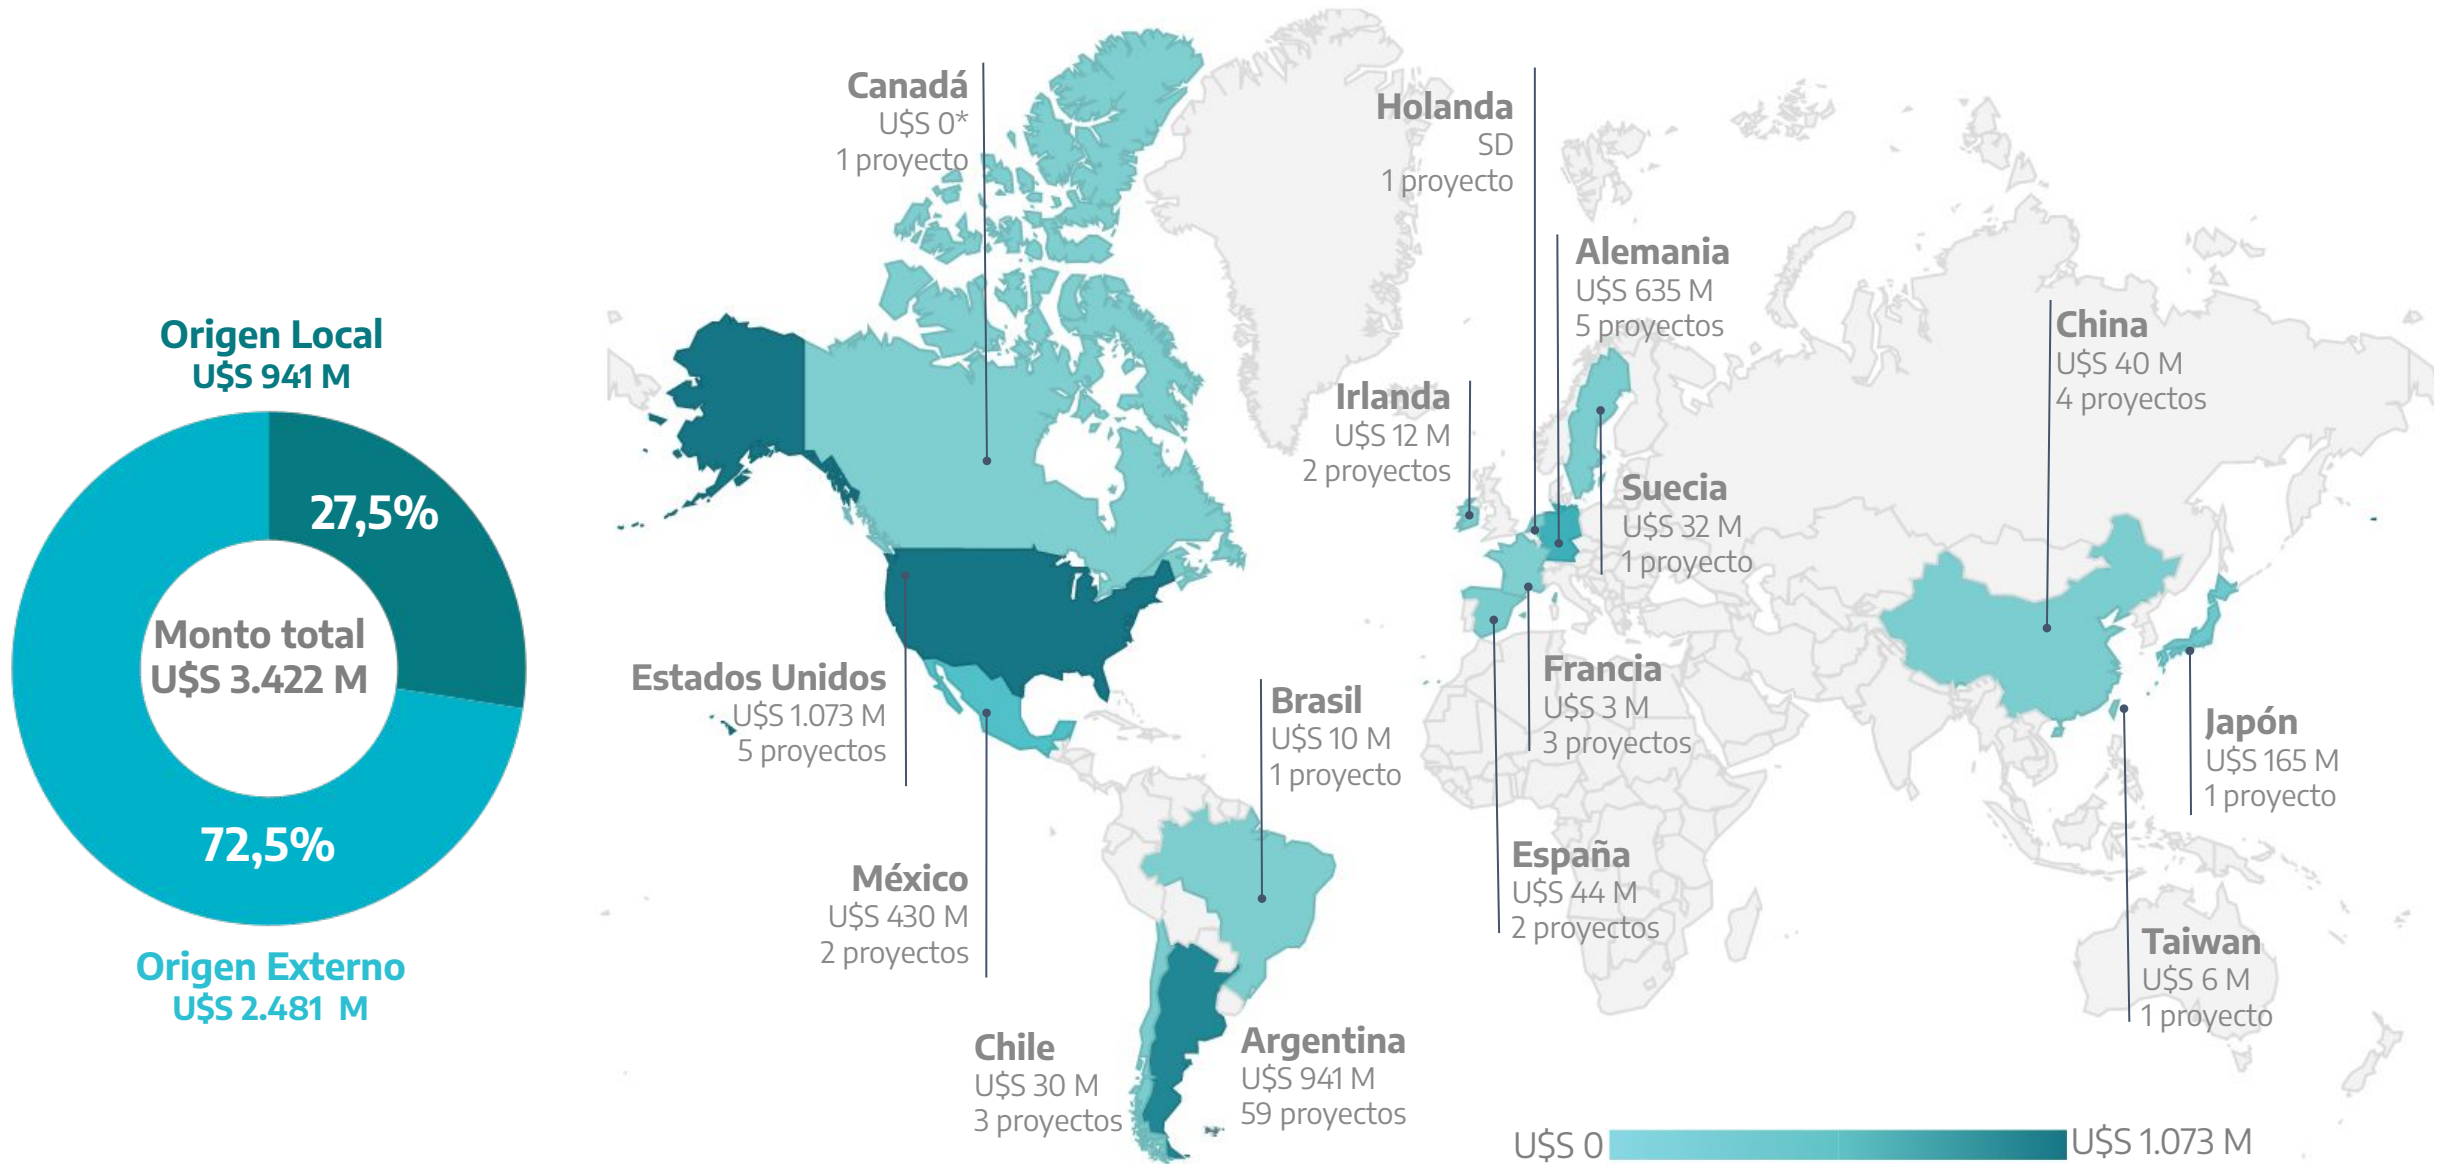 Origen Local
U$S 941 M
27,5%
Monto total
U$S 3.422 M
72,5%
Origen Externo
U$S 2.481 M
Canadá
U$S 0*
1 proyecto
Holanda
SD
1 proyecto
Alemania
U$S 635 M
5 proyectos
China
U$S 40 M
4 proyectos
Irlanda
U$S 12 M
2 proyectos
Suecia
U$S 32 M
1 proyecto
Estados Unidos
U$S 1.073 M
5 proyectos
Brasil
U$S 10 M
1 proyecto
Francia
U$S 3 M
3 proyectos
Japón
U$S 165 M
1 proyecto
México
U$S 430 M
2 proyectos
España
U$S 44 M
2 proyectos
Taiwan
U$S 6 M
1 proyecto
Chile
U$S 30 M
3 proyectos
Argentina
U$S 941 M
59 proyectos
U$S 0
U$S 1.073 M